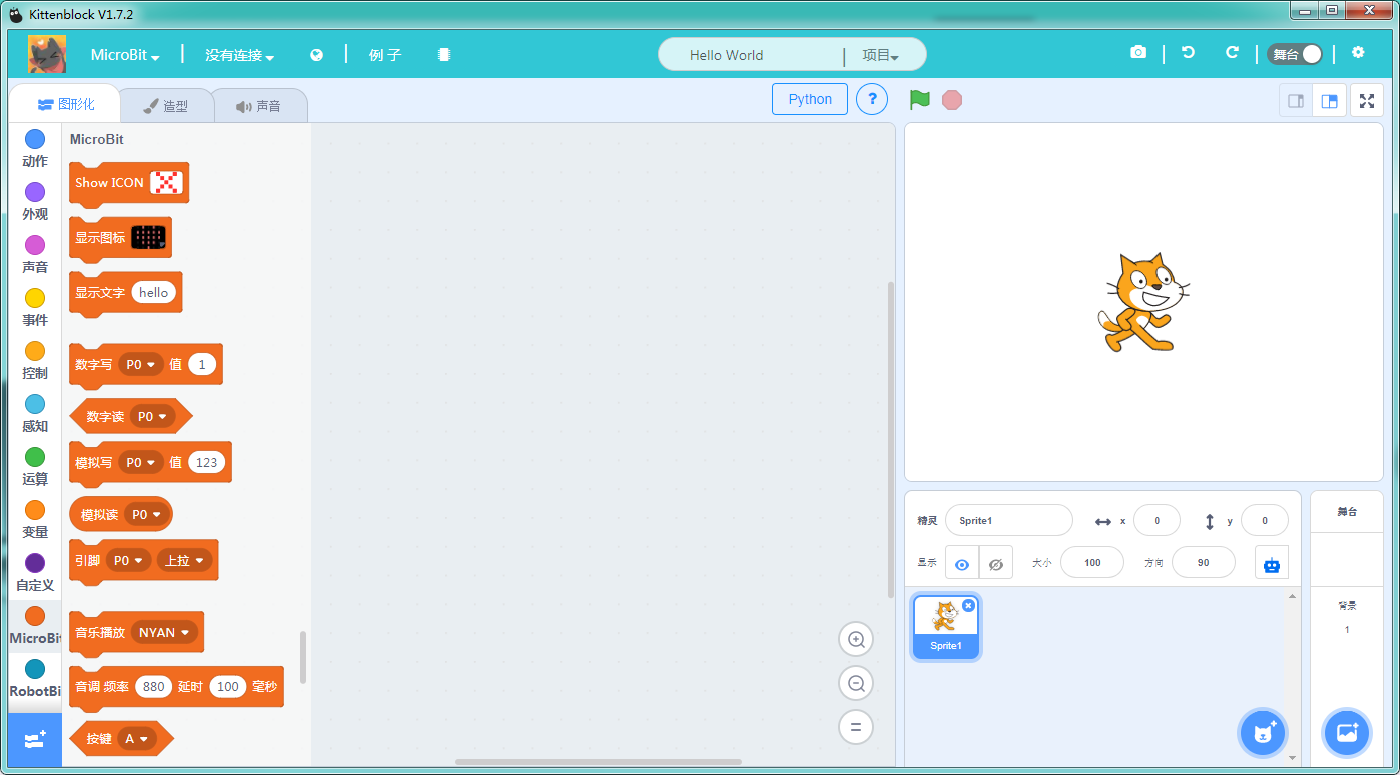 Kittenblock V1.7.2
MicroBit 没有连接 例子 Hello World 项目 舞台
图形化 造型 声音 Python ?
动作
外观
声音
事件
控制
感知
运算
变量
自定义
MicroBit
RobotBi
MicroBit
Show ICON
显示图标
显示文字 hello
数字写 P0 值 1
数字读 P0
模拟写 P0 值 123
模拟读 P0
引脚 P0 上拉
音乐播放 NYAN
音调 频率 880 延时 100 毫秒
按键 A
精灵 Sprite1 x 0 y 0
显示 大小 100 方向 90
Sprite1
舞台
背景
1